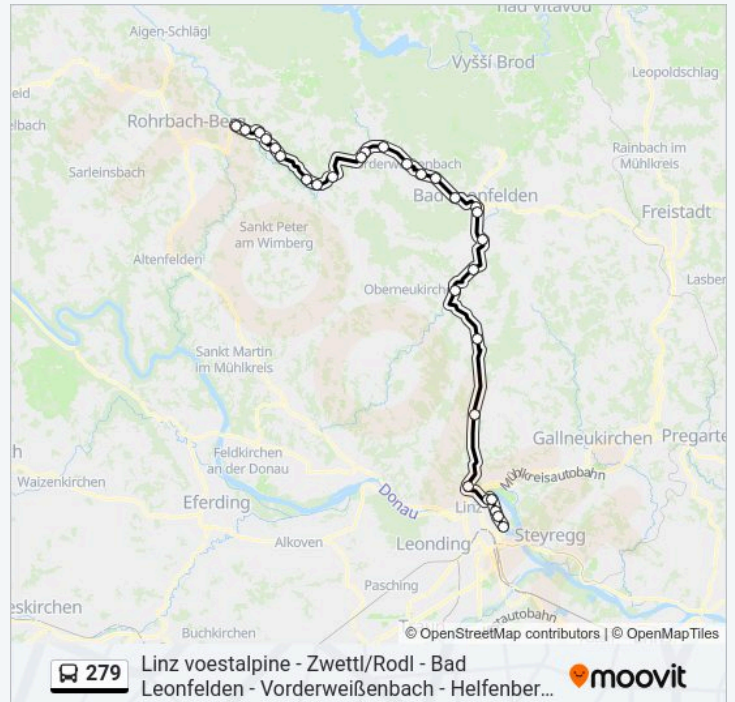 nad Vltavou
Aigen-Schlägl
Vyšší Brod
Leopoldschlag
eid
Rohrbach-Berg
elbach
Rainbach im
Mühlkreis
Sarleinsbach
Bad Leonfelden
Freistadt
Sankt Peter
am Wimberg
Altenfelden
Lasber
Oberneukirch
Sankt Martin
im Mühlkreis
Gallneukirchen
Pregarte
h
Feldkirchen
an der Donau
Mühlkreisautobahn
Waizenkirchen
Eferding
Donau
Linz
Steyregg
Alkoven
Leonding
Pasching
eskirchen
autobahn
Buchkirchen
© OpenStreetMap contributors | © OpenMapTiles
279
Linz voestalpine - Zwettl/Rodl - Bad
Leonfelden - Vorderweißenbach - Helfenber...
moovit